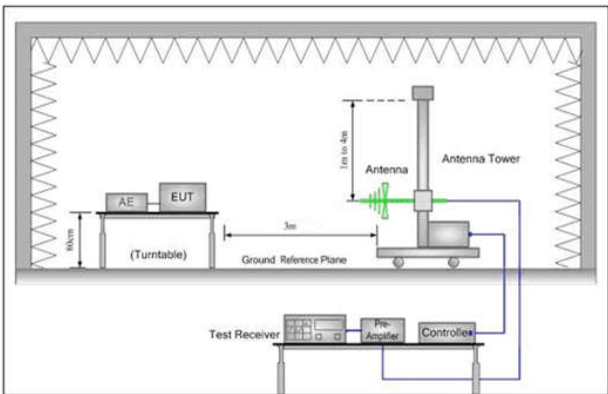 1m to 4m
Antenna
Antenna Tower
AE
EUT
80cm
(Turntable)
3m
Ground Reference Plane
Test Receiver
Pre-
Amplifier
Controller